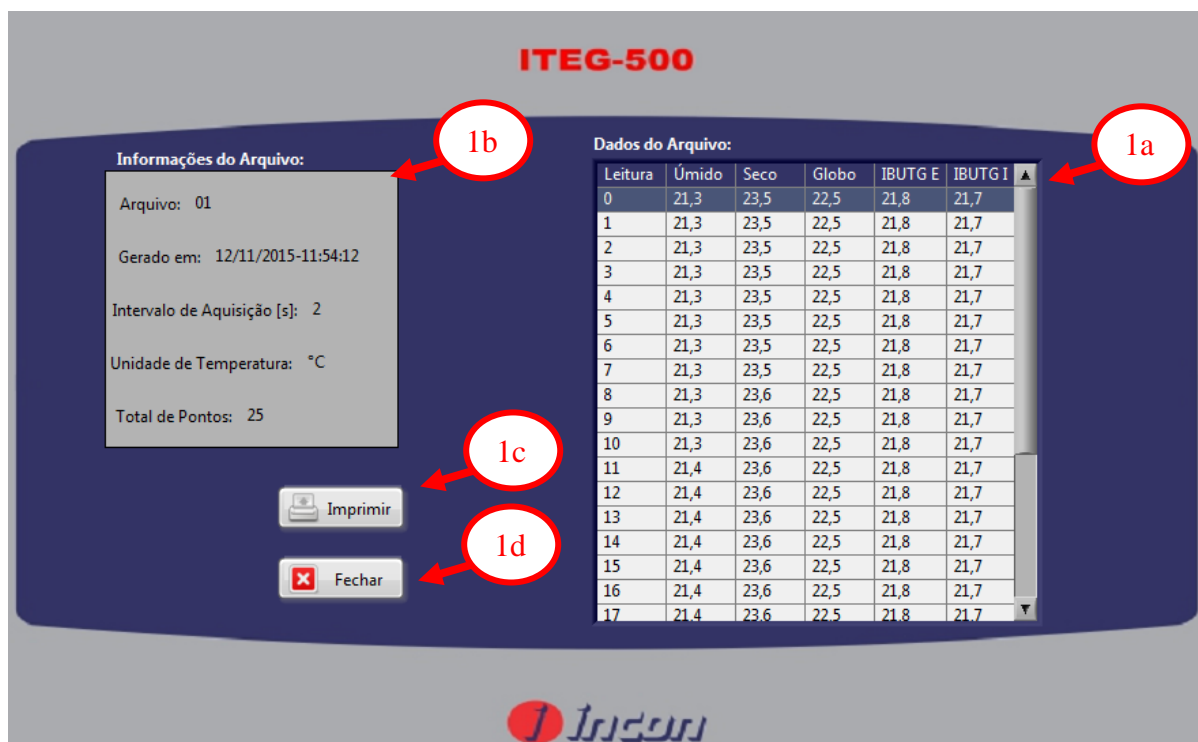 ITEG-500
1b
1a
Informações do Arquivo:
Arquivo: 01
Gerado em: 12/11/2015-11:54:12
Intervalo de Aquisição [s]: 2
Unidade de Temperatura: °C
Total de Pontos: 25
1c
Imprimir
1d
Fechar
Dados do Arquivo:
Leitura Úmido Seco Globo IBUTG E IBUTG I
0 21,3 23,5 22,5 21,8 21,7
1 21,3 23,5 22,5 21,8 21,7
2 21,3 23,5 22,5 21,8 21,7
3 21,3 23,5 22,5 21,8 21,7
4 21,3 23,5 22,5 21,8 21,7
5 21,3 23,5 22,5 21,8 21,7
6 21,3 23,5 22,5 21,8 21,7
7 21,3 23,5 22,5 21,8 21,7
8 21,3 23,6 22,5 21,8 21,7
9 21,3 23,6 22,5 21,8 21,7
10 21,3 23,6 22,5 21,8 21,7
11 21,4 23,6 22,5 21,8 21,7
12 21,4 23,6 22,5 21,8 21,7
13 21,4 23,6 22,5 21,8 21,7
14 21,4 23,6 22,5 21,8 21,7
15 21,4 23,6 22,5 21,8 21,7
16 21,4 23,6 22,5 21,8 21,7
17 21,4 23,6 22,5 21,8 21,7
Incon